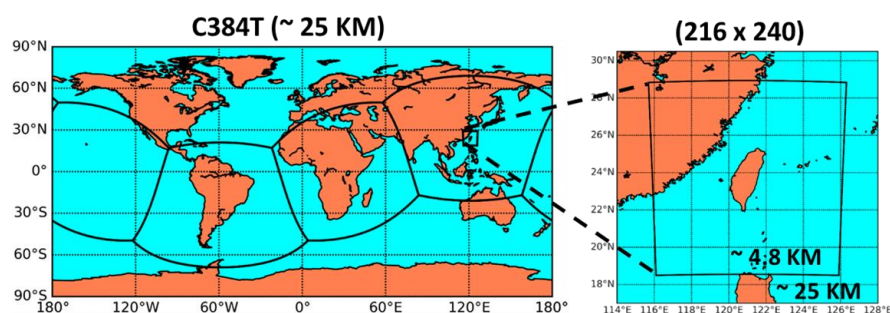 C384T (~ 25 KM)
90°N
60°N
30°N
0°
30°S
60°S
90°S
180° 120°W 60°W 0° 60°E 120°E 180°
(216 x 240)
30°N
28°N
26°N
24°N
22°N
20°N
18°N
~ 4.8 KM
~ 25 KM
114°E 116°E 118°E 120°E 122°E 124°E 126°E 128°E